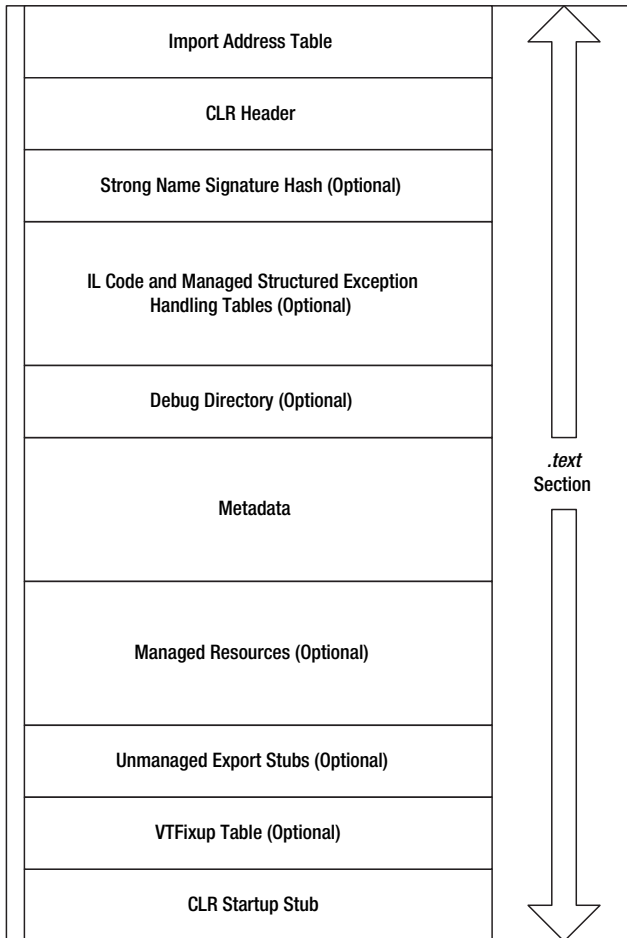 Import Address Table
CLR Header
Strong Name Signature Hash (Optional)
IL Code and Managed Structured Exception
Handling Tables (Optional)
Debug Directory (Optional)
Metadata
.text
Section
Managed Resources (Optional)
Unmanaged Export Stubs (Optional)
VTFixup Table (Optional)
CLR Startup Stub